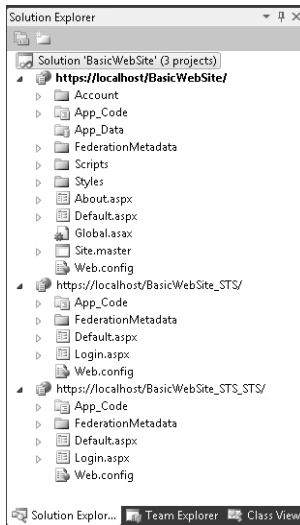 Solution Explorer
Solution 'BasicWebSite' (3 projects)
https://localhost/BasicWebSite/
Account
App_Code
App_Data
FederationMetadata
Scripts
Styles
About.aspx
Default.aspx
Global.asax
Site.master
Web.config
https://localhost/BasicWebSite_STS/
App_Code
FederationMetadata
Default.aspx
Login.aspx
Web.config
https://localhost/BasicWebSite_STS_STS/
App_Code
FederationMetadata
Default.aspx
Login.aspx
Web.config
Solution Explor... Team Explorer Class View